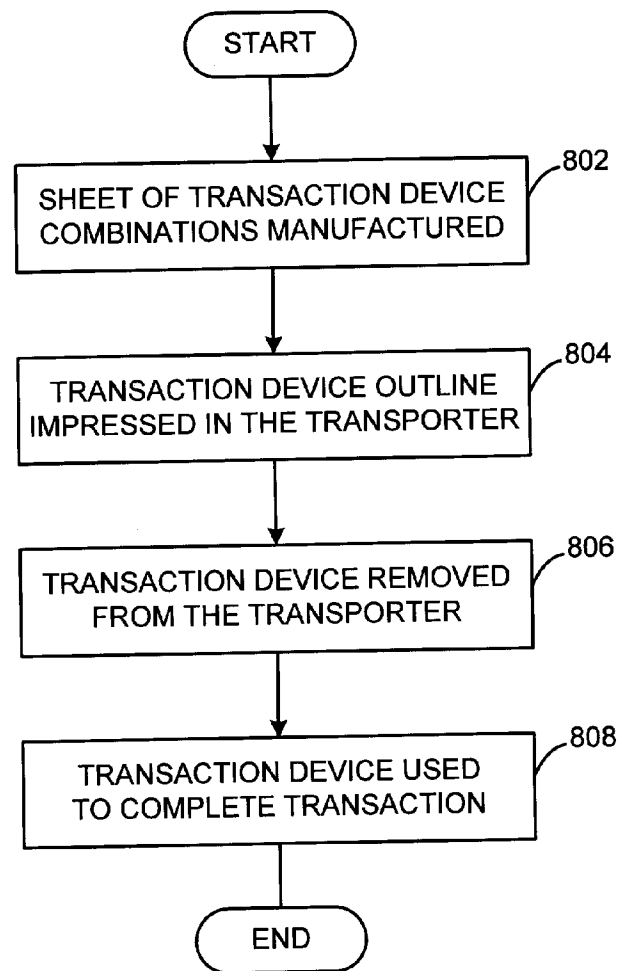 START
802
SHEET OF TRANSACTION DEVICE
COMBINATIONS MANUFACTURED
804
TRANSACTION DEVICE OUTLINE
IMPRESSED IN THE TRANSPORTER
806
TRANSACTION DEVICE REMOVED
FROM THE TRANSPORTER
808
TRANSACTION DEVICE USED
TO COMPLETE TRANSACTION
END